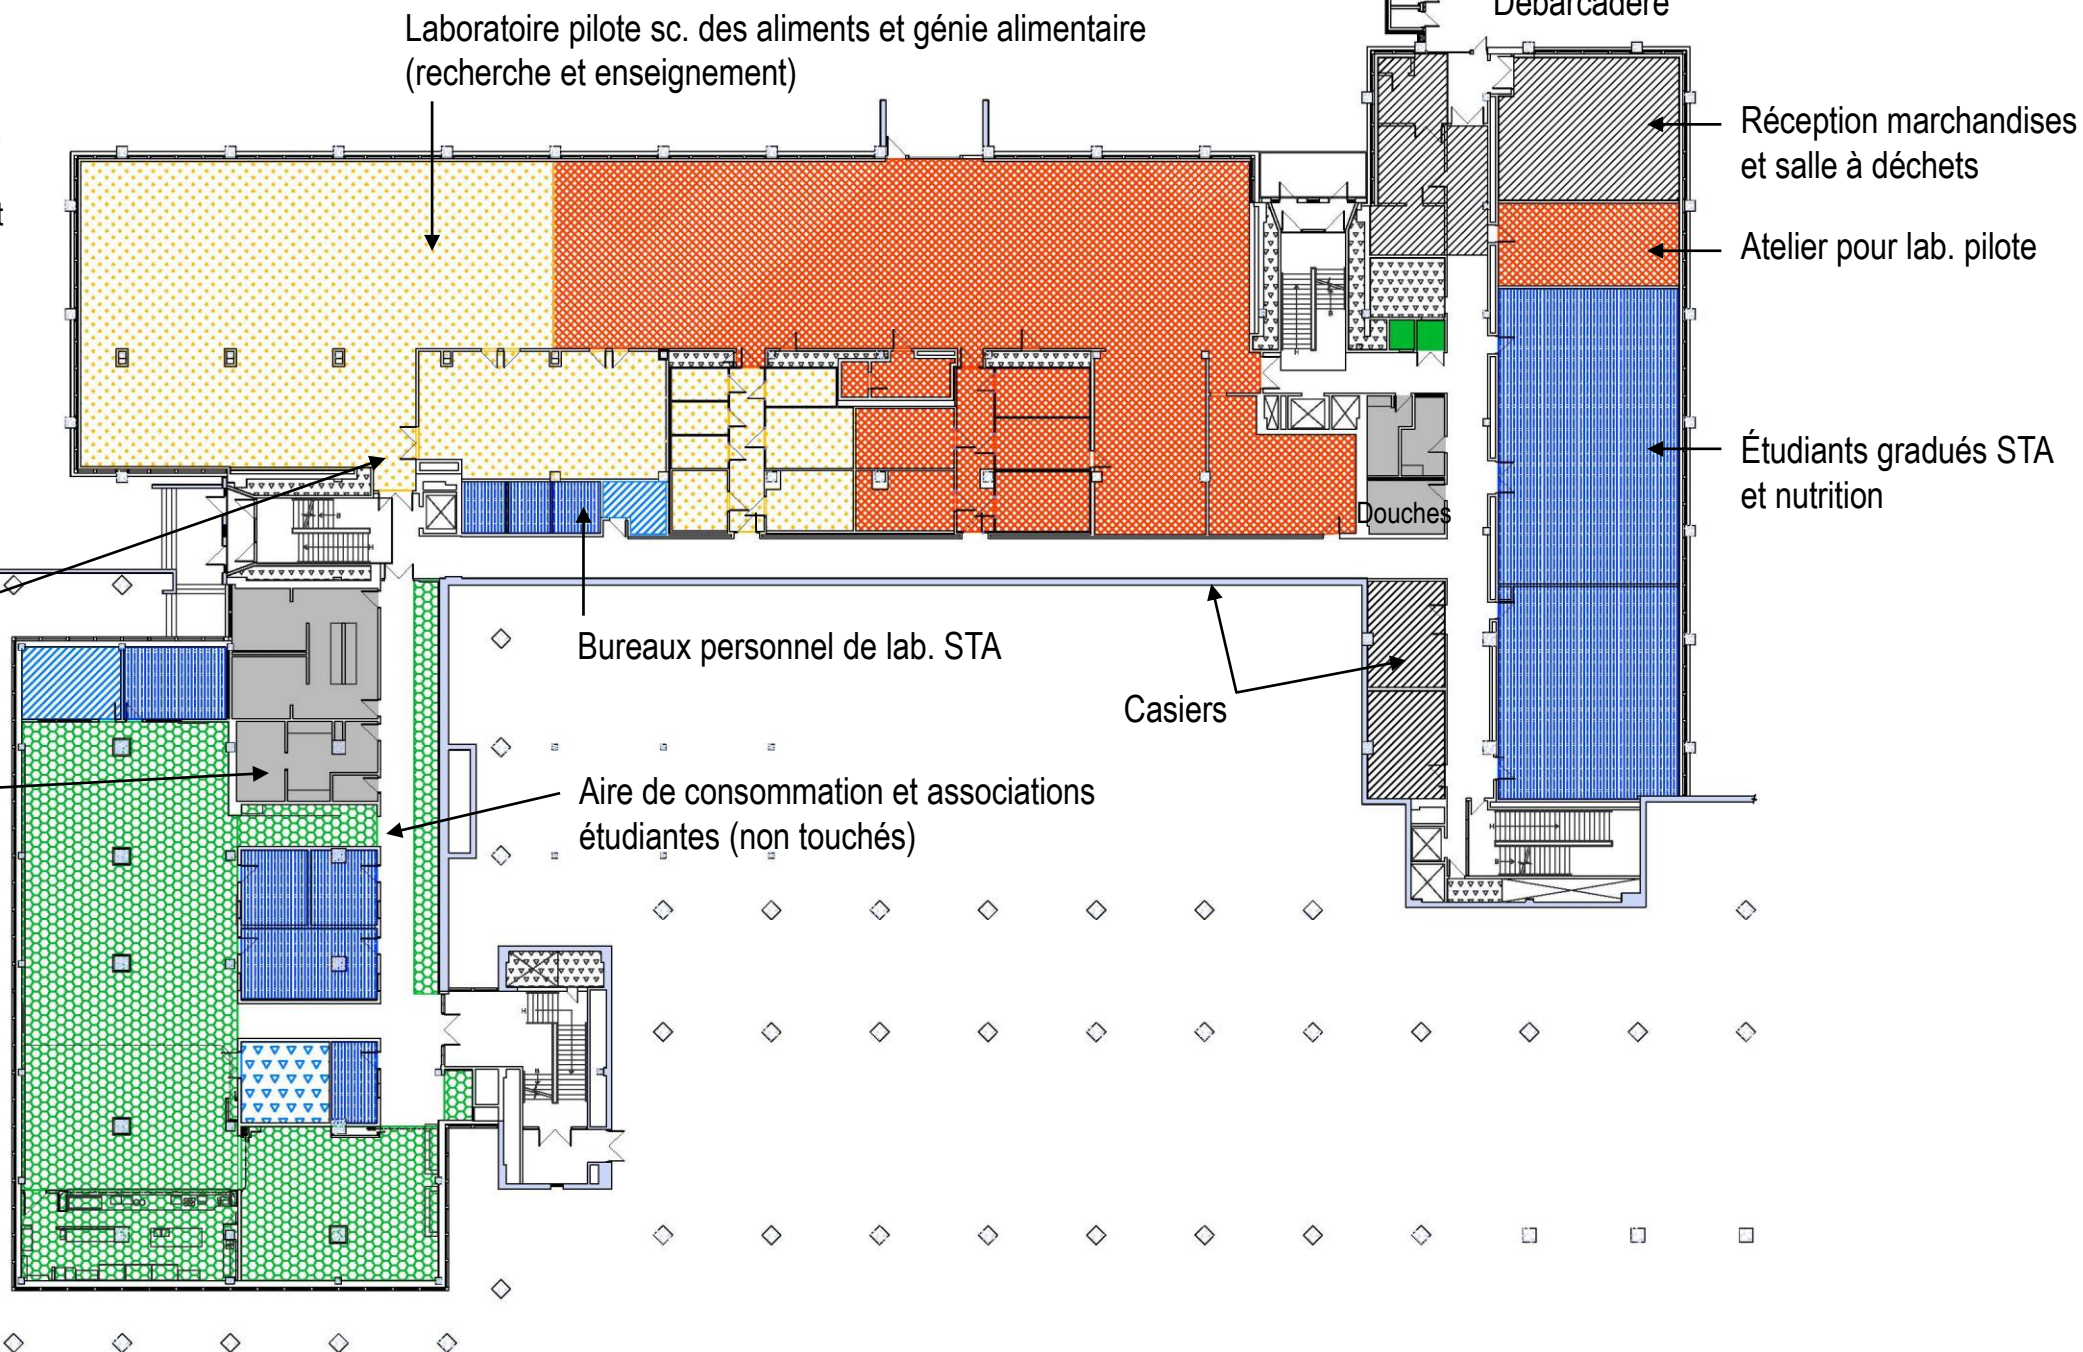 Débarcadère
Laboratoire pilote sc. des aliments et génie alimentaire
(recherche et enseignement)
Réception marchandises
et salle à déchets
Atelier pour lab. pilote
Étudiants gradués STA
et nutrition
Douches
Bureaux personnel de lab. STA
Casiers
Aire de consommation et associations
étudiantes (non touchés)